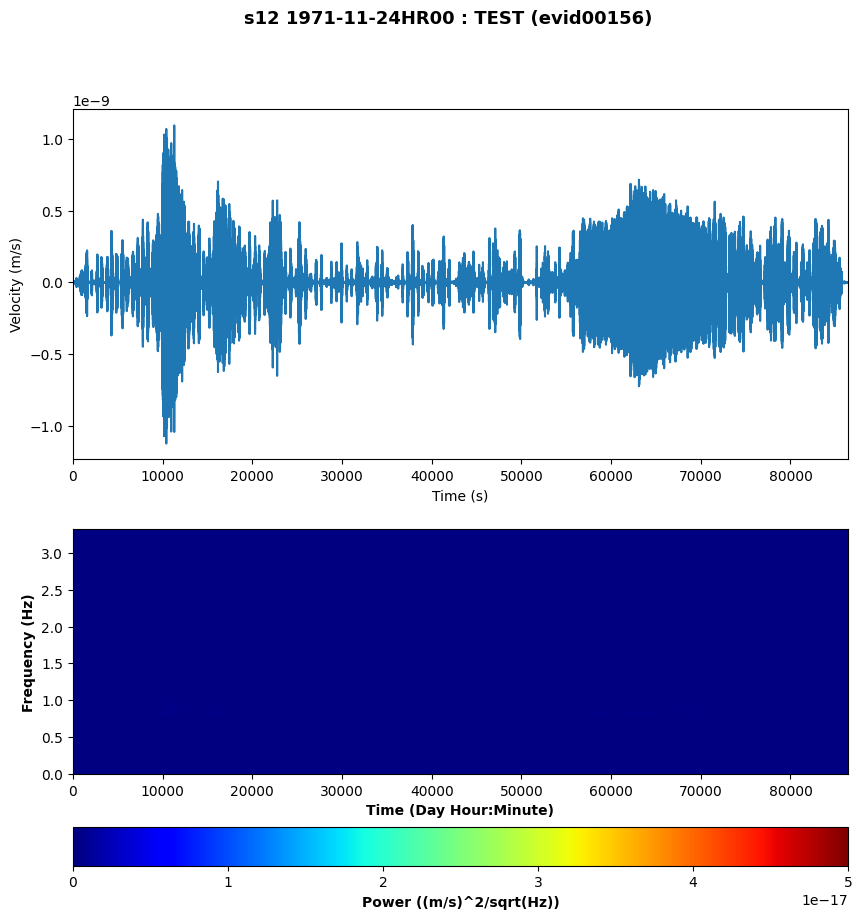 s12 1971-11-24HR00 : TEST (evid00156)
1e−9
1.0
0.5
0.0
−0.5
−1.0
Velocity (m/s)
0 10000 20000 30000 40000 50000 60000 70000 80000
Time (s)
3.0
2.5
2.0
1.5
1.0
0.5
0.0
Frequency (Hz)
0 10000 20000 30000 40000 50000 60000 70000 80000
Time (Day Hour:Minute)
0 1 2 3 4 5
1e−17
Power ((m/s)^2/sqrt(Hz))